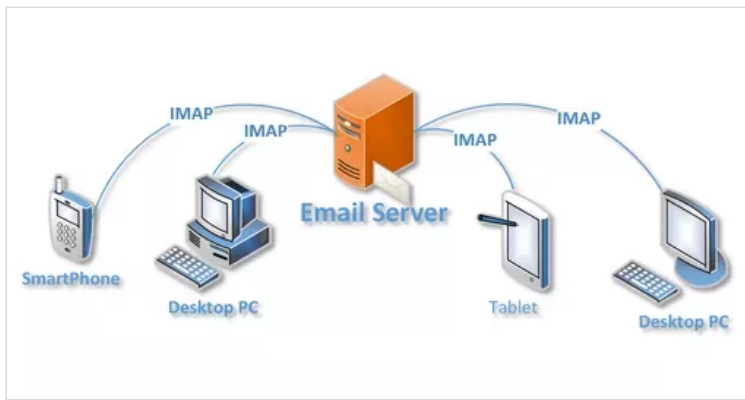 IMAP
IMAP
IMAP
IMAP
Email Server
SmartPhone
Desktop PC
Tablet
Desktop PC